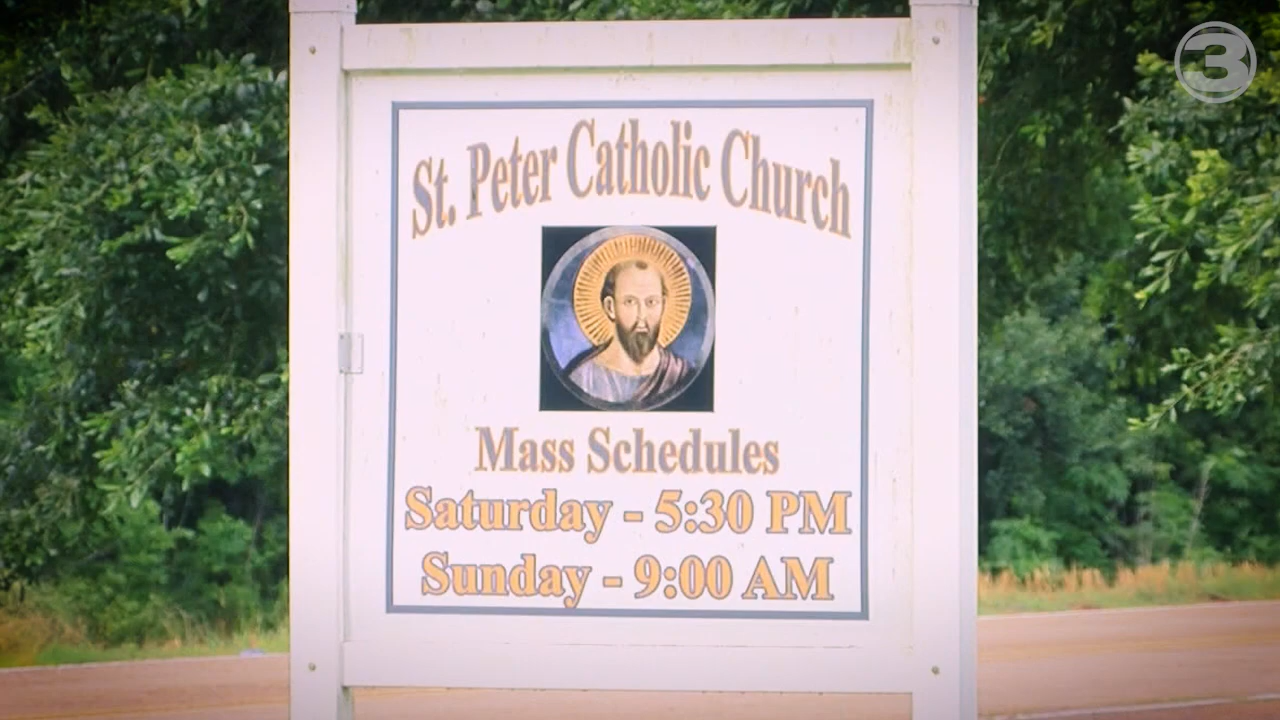 3
St. Peter Catholic Church
Mass Schedules
Saturday - 5:30 PM
Sunday - 9:00 AM